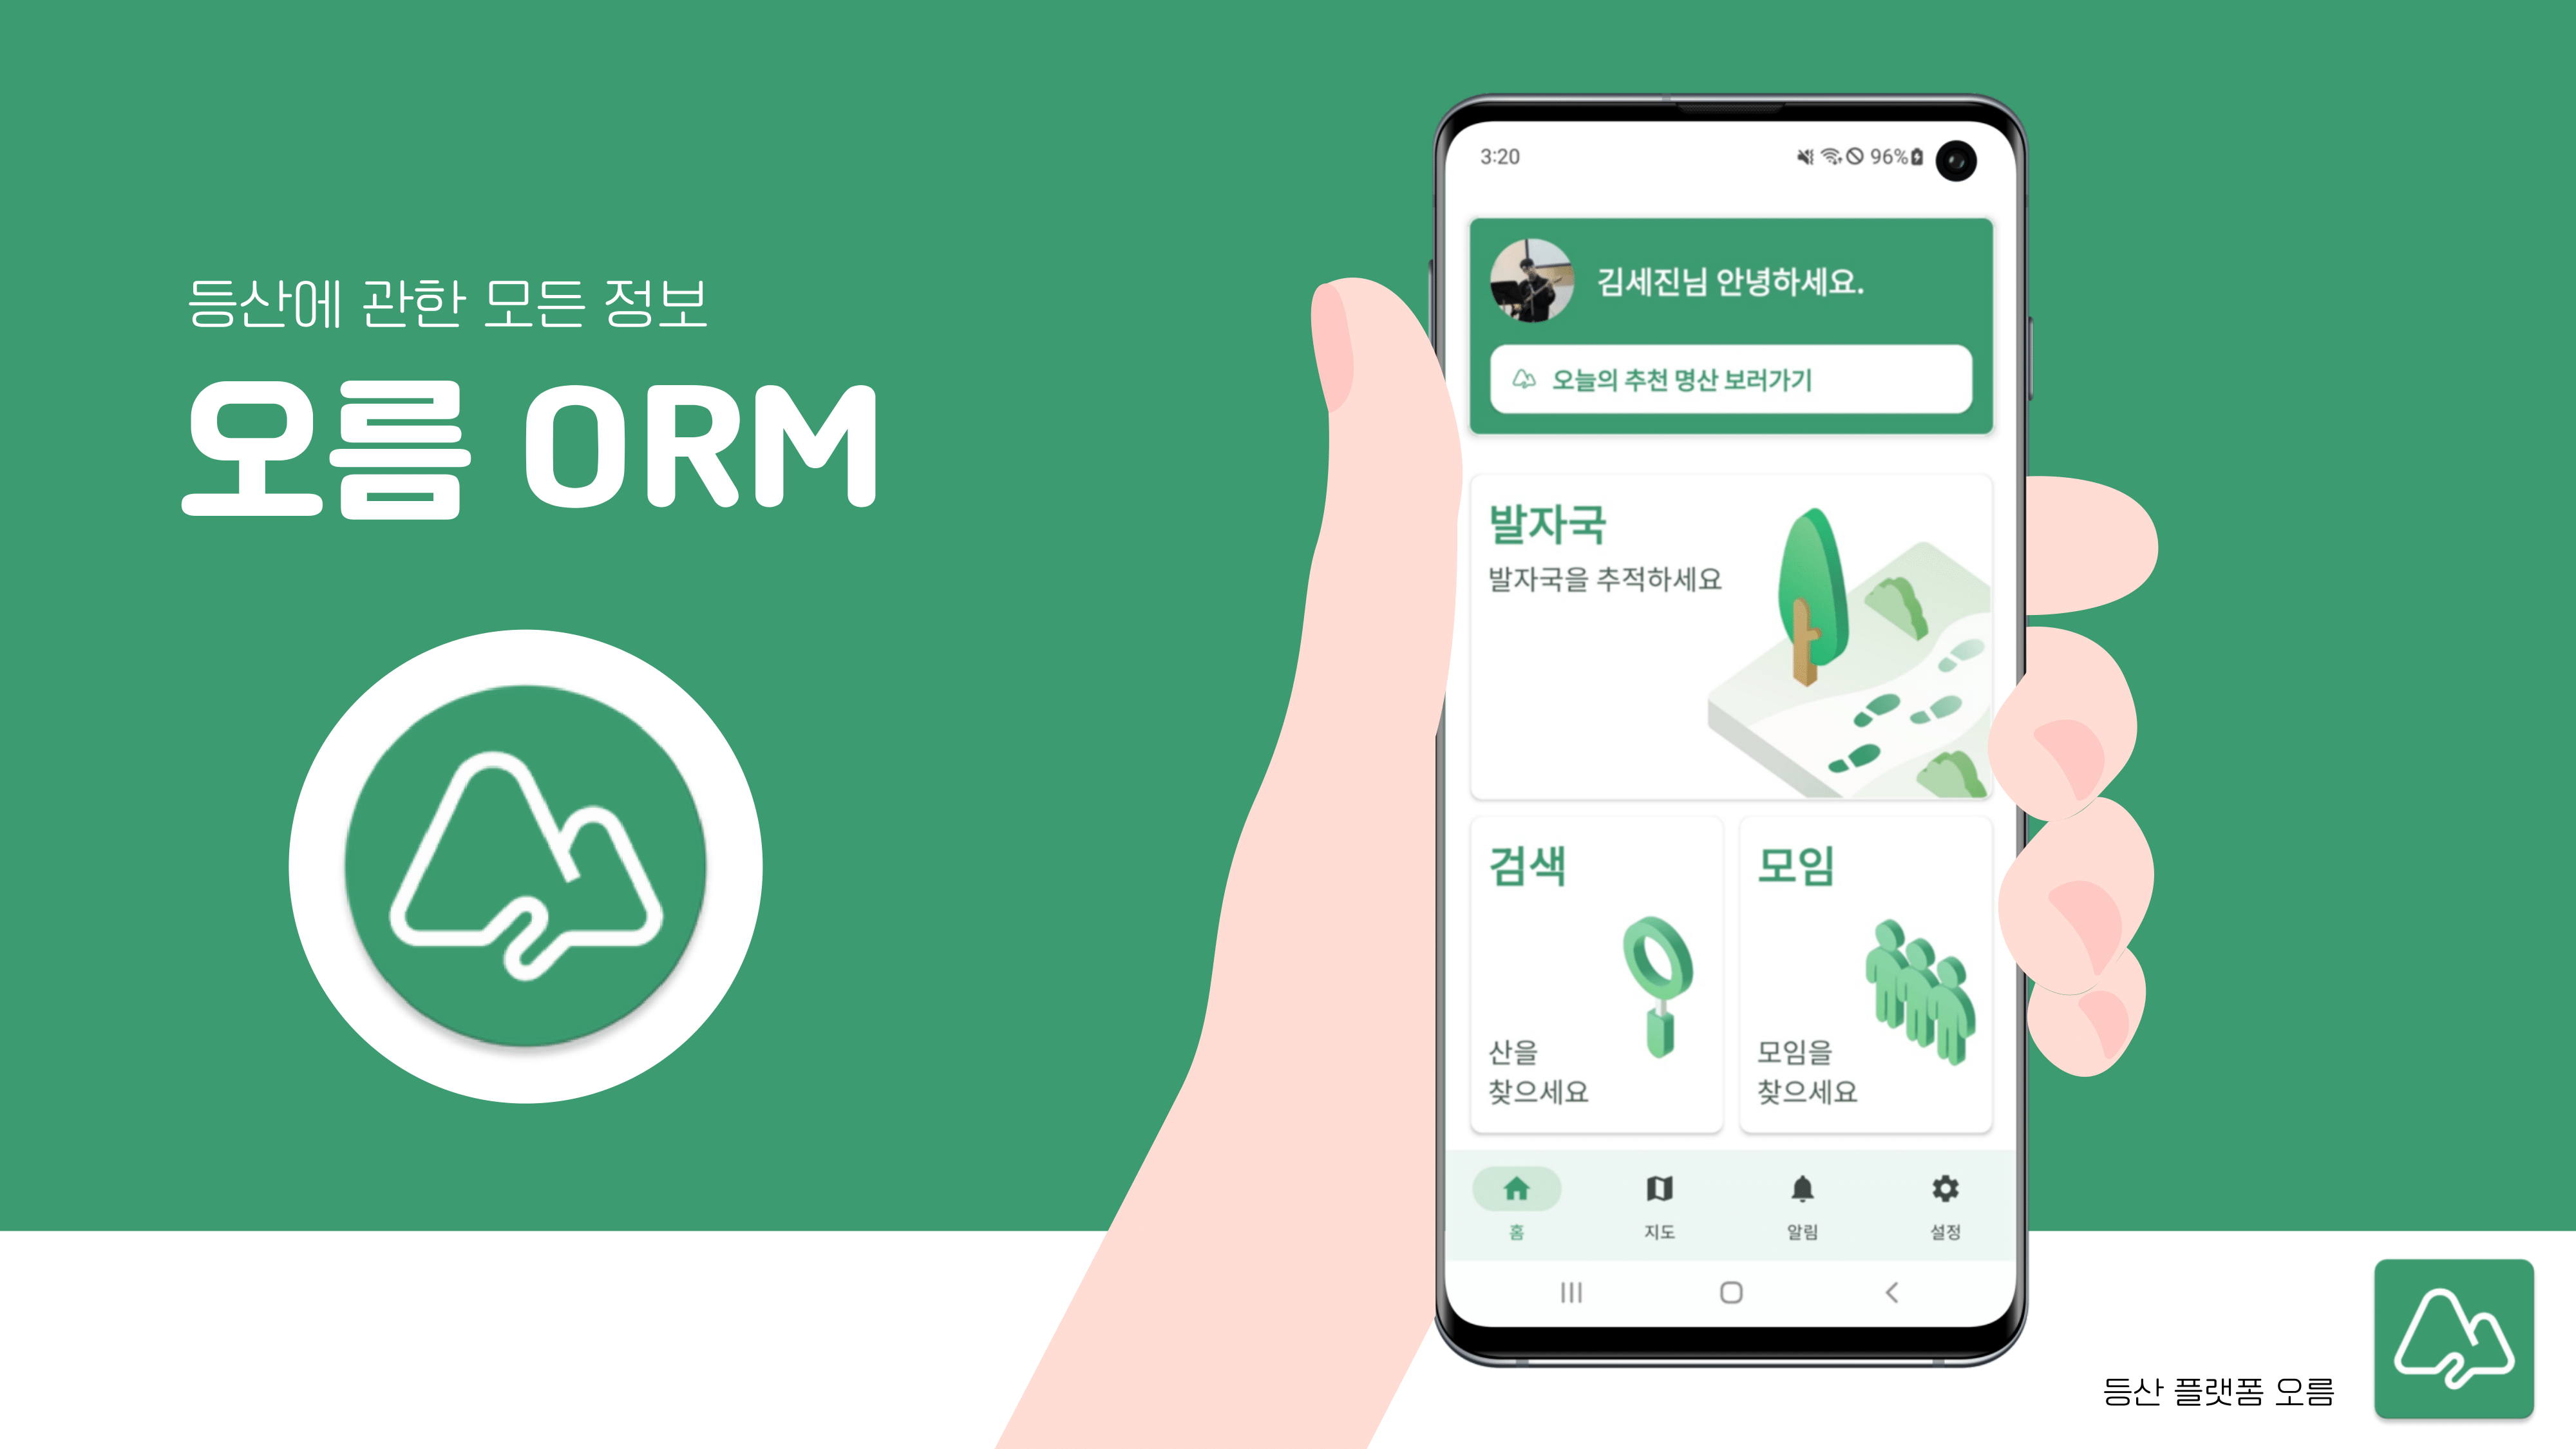 등산에 관한 모든 정보
오름 ORM
3:20
96%
김세진님 안녕하세요.
오늘의 추천 명산 보러가기
발자국
발자국을 추적하세요
검색
산을
찾으세요
모임
모임을
찾으세요
홈
지도
알림
설정
등산 플랫폼 오름